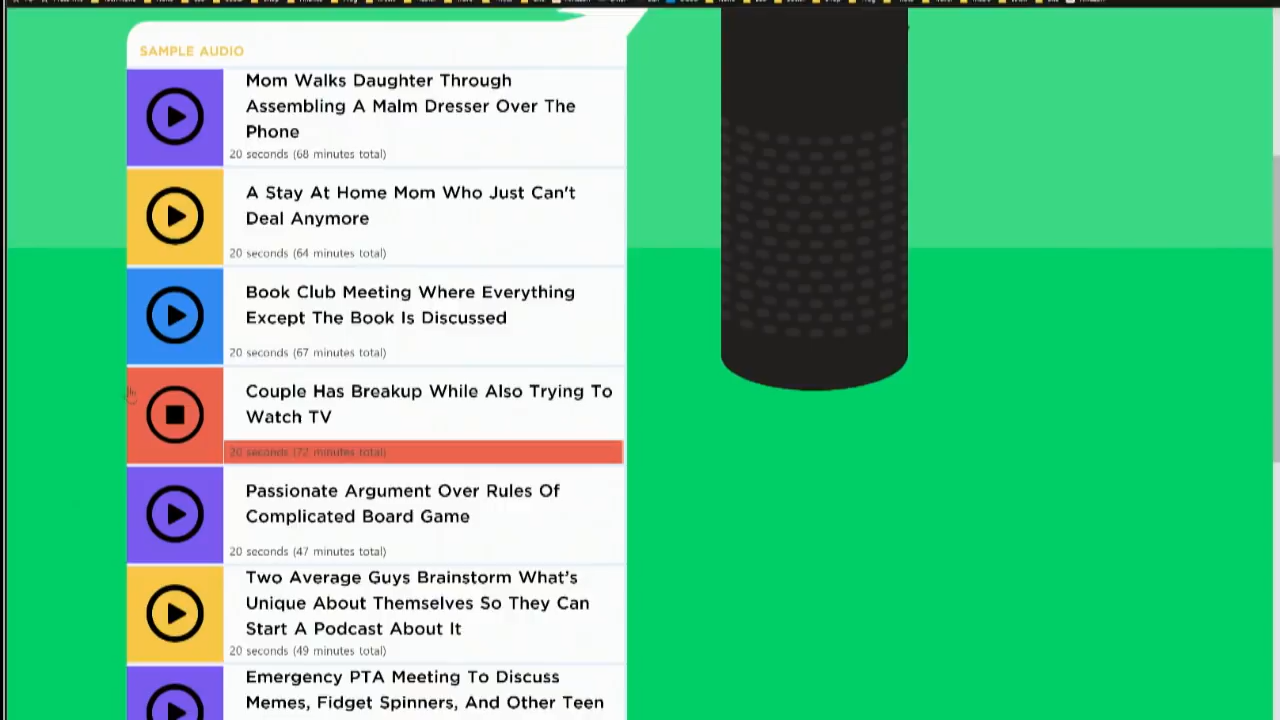 SAMPLE AUDIO
Mom Walks Daughter Through
Assembling A Malm Dresser Over The
Phone
20 seconds (68 minutes total)
A Stay At Home Mom Who Just Can't
Deal Anymore
20 seconds (64 minutes total)
Book Club Meeting Where Everything
Except The Book Is Discussed
20 seconds (67 minutes total)
Couple Has Breakup While Also Trying To
Watch TV
20 seconds (72 minutes total)
Passionate Argument Over Rules Of
Complicated Board Game
20 seconds (47 minutes total)
Two Average Guys Brainstorm What’s
Unique About Themselves So They Can
Start A Podcast About It
20 seconds (49 minutes total)
Emergency PTA Meeting To Discuss
Memes, Fidget Spinners, And Other Teen